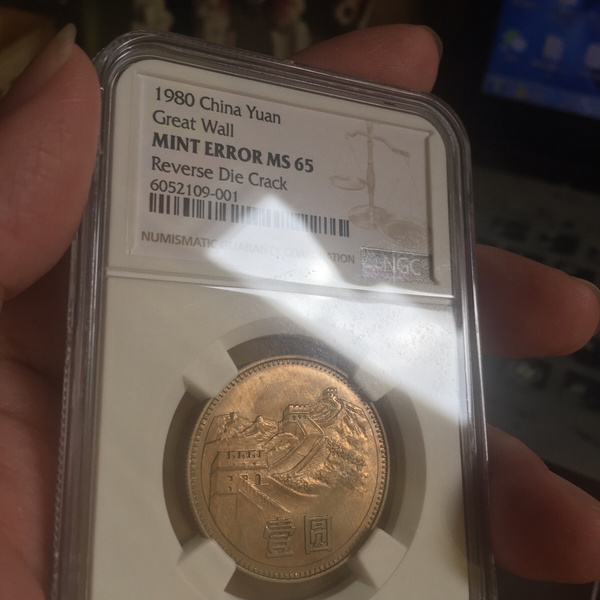 1980 China Yuan
Great Wall
MINT ERROR MS 65
Reverse Die Crack
6052109-001
NUMISMATIC GUARANTY CORPORATION
NGC
壹圆